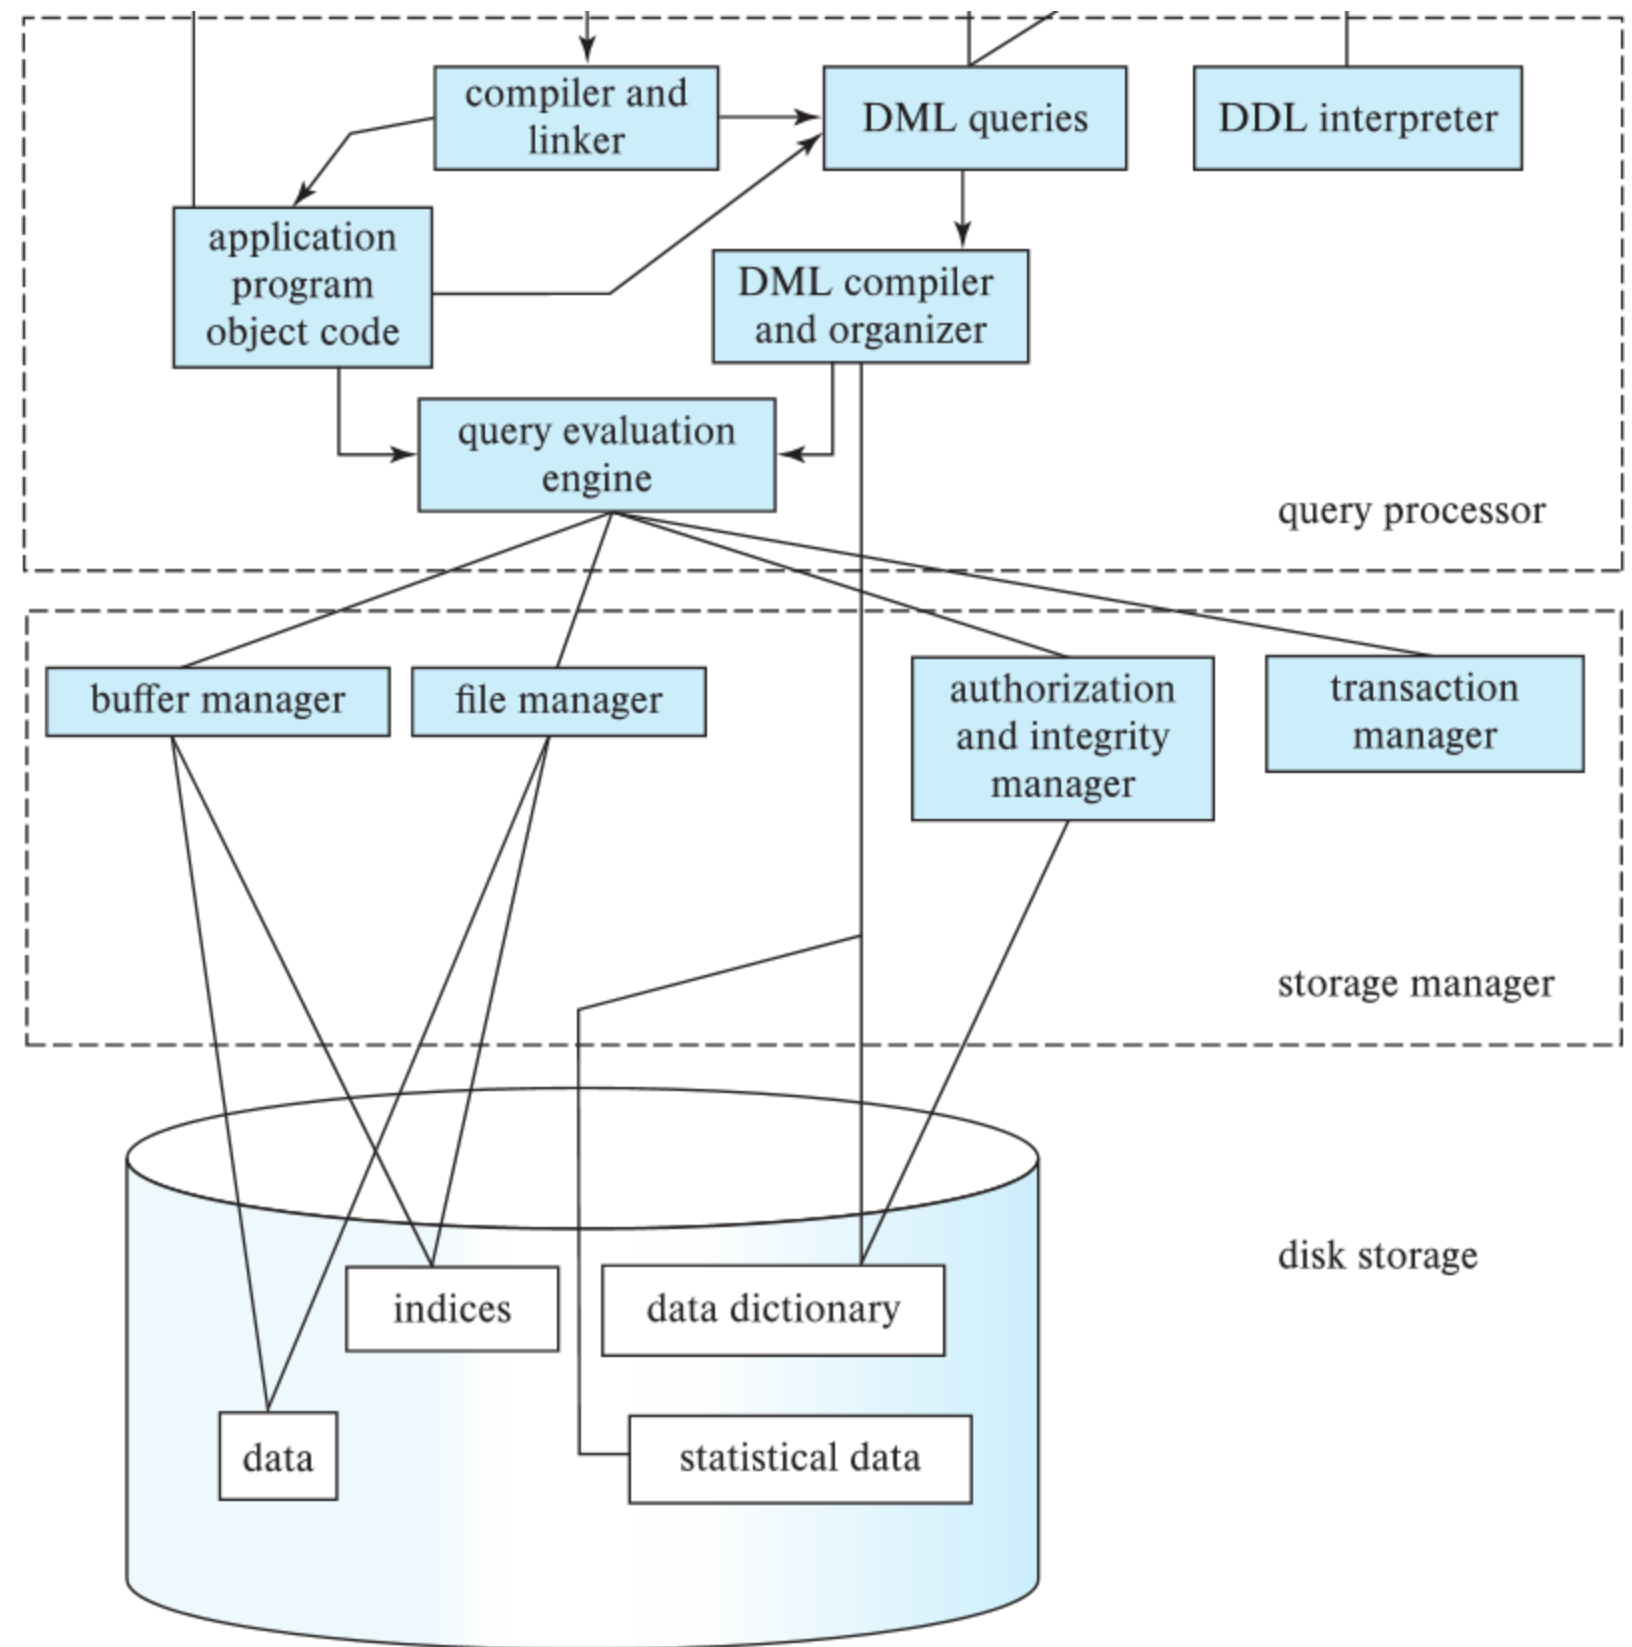 compiler and
linker
DML queries
DDL interpreter
application
program
object code
DML compiler
and organizer
query evaluation
engine
query processor
buffer manager
file manager
authorization
and integrity
manager
transaction
manager
storage manager
disk storage
indices
data dictionary
data
statistical data